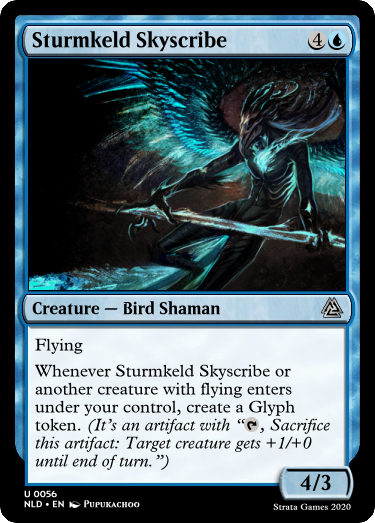 Sturmkeld Skyscribe 4
Creature — Bird Shaman
Flying
Whenever Sturmkeld Skyscribe or
another creature with flying enters
under your control, create a Glyph
token. (It's an artifact with “, Sacrifice
this artifact: Target creature gets +1/+0
until end of turn.”)
4/3
U 0056
NLD • EN Pupukachoo
Strata Games 2020